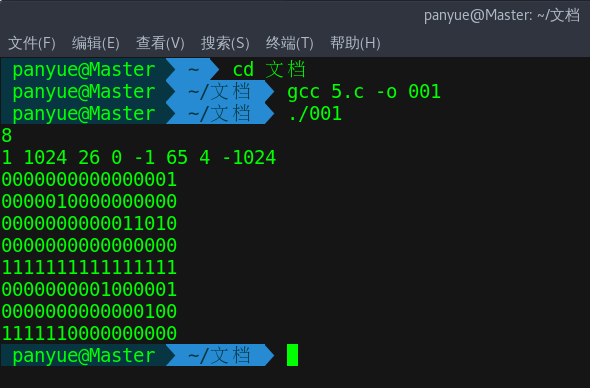 panyue@Master: ~/文档
文件(F) 编辑(E) 查看(V) 搜索(S) 终端(T) 帮助(H)
panyue@Master ~ cd 文档
panyue@Master ~/文档 gcc 5.c -o 001
panyue@Master ~/文档 ./001
8
1 1024 26 0 -1 65 4 -1024
0000000000000001
0000010000000000
0000000000011010
0000000000000000
1111111111111111
0000000001000001
0000000000000100
1111110000000000
panyue@Master ~/文档